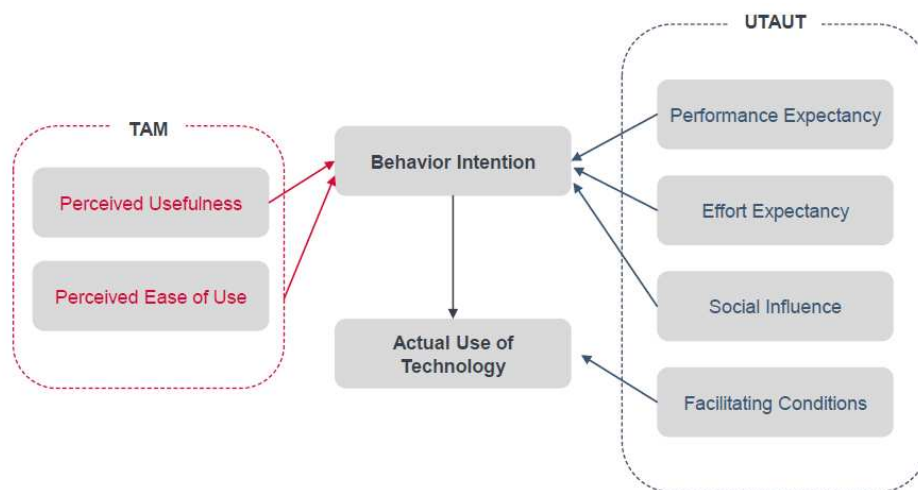 UTAUT
TAM
Performance Expectancy
Behavior Intention
Perceived Usefulness
Effort Expectancy
Perceived Ease of Use
Social Influence
Actual Use of
Technology
Facilitating Conditions